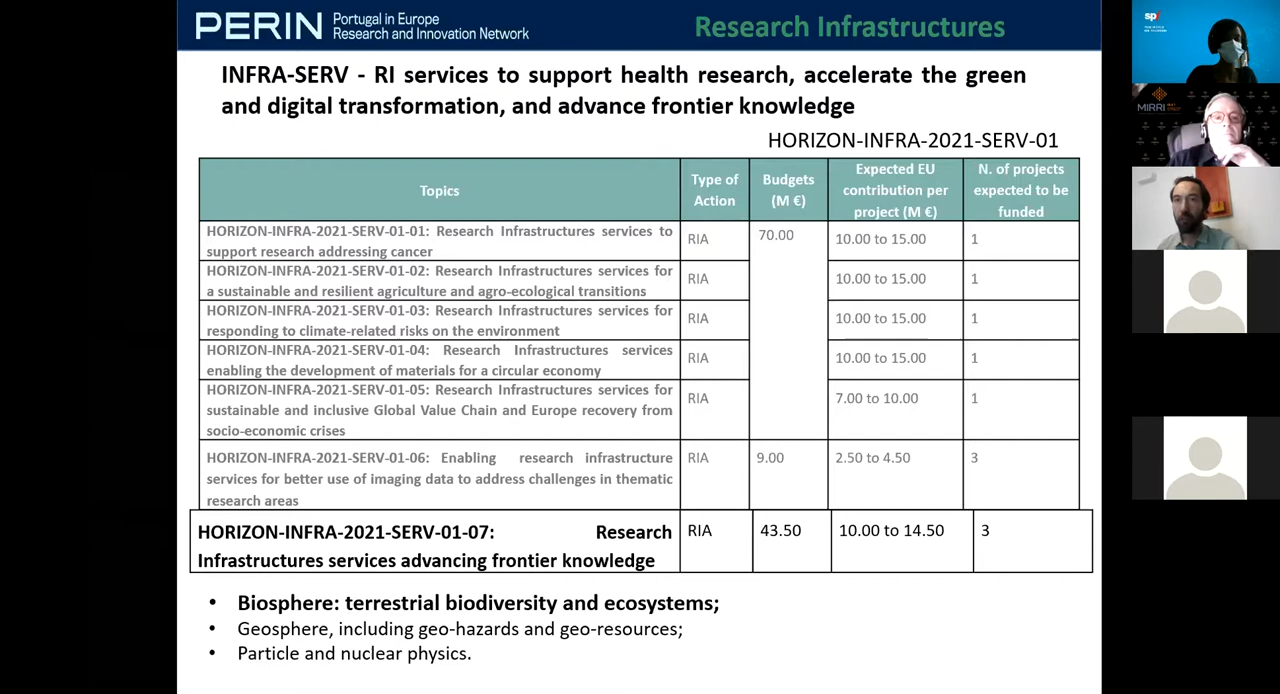 PERIN
Portugal in Europe
Research and Innovation Network
Research Infrastructures
INFRA-SERV - RI services to support health research, accelerate the green
and digital transformation, and advance frontier knowledge
HORIZON-INFRA-2021-SERV-01
Topics
Type of
Action
Budgets
(M €)
Expected EU
contribution per
project (M €)
N. of projects
expected to be
funded
HORIZON-INFRA-2021-SERV-01-01: Research Infrastructures services to
support research addressing cancer
RIA
70.00
10.00 to 15.00
1
HORIZON-INFRA-2021-SERV-01-02: Research Infrastructures services for
a sustainable and resilient agriculture and agro-ecological transitions
RIA
10.00 to 15.00
1
HORIZON-INFRA-2021-SERV-01-03: Research Infrastructures services for
responding to climate-related risks on the environment
RIA
10.00 to 15.00
1
HORIZON-INFRA-2021-SERV-01-04: Research Infrastructures services
enabling the development of materials for a circular economy
RIA
10.00 to 15.00
1
HORIZON-INFRA-2021-SERV-01-05: Research Infrastructures services for
sustainable and inclusive Global Value Chain and Europe recovery from
socio-economic crises
RIA
7.00 to 10.00
1
HORIZON-INFRA-2021-SERV-01-06: Enabling research infrastructure
services for better use of imaging data to address challenges in thematic
research areas
RIA
9.00
2.50 to 4.50
3
HORIZON-INFRA-2021-SERV-01-07: Research
Infrastructures services advancing frontier knowledge
RIA
43.50
10.00 to 14.50
3
• Biosphere: terrestrial biodiversity and ecosystems;
• Geosphere, including geo-hazards and geo-resources;
• Particle and nuclear physics.
MIRRI